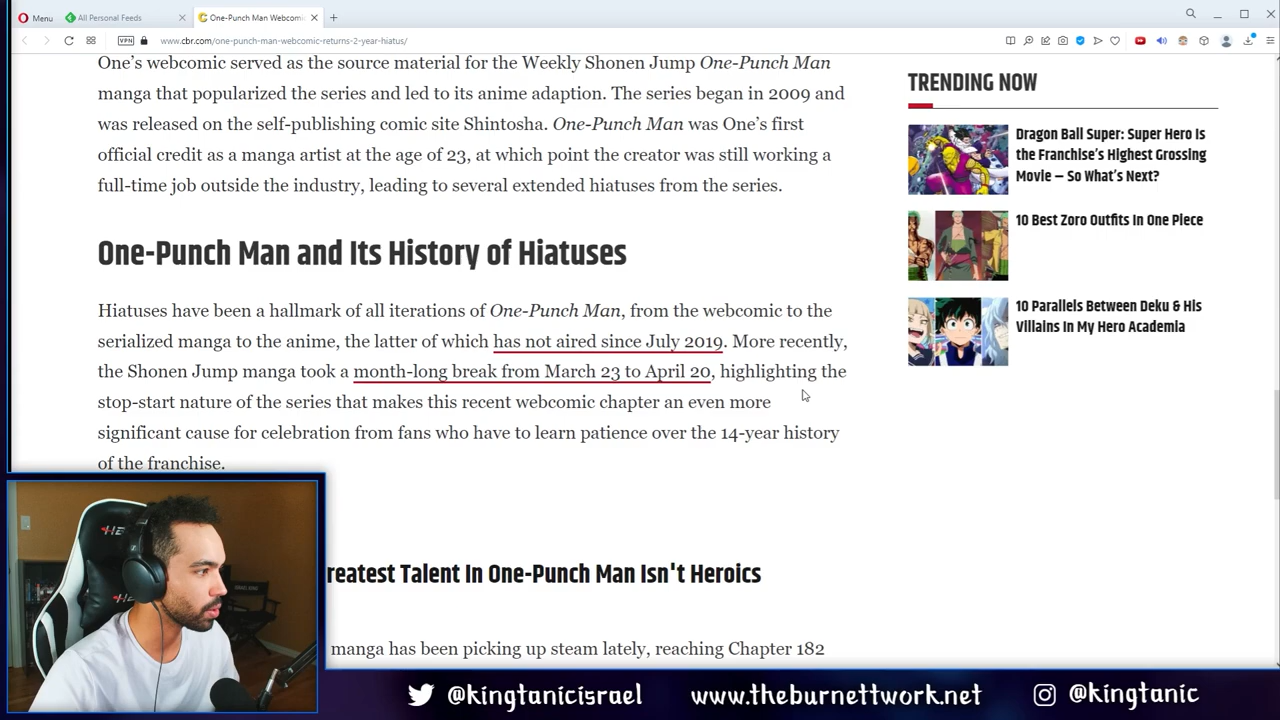 Menu
All Personal Feeds
One-Punch Man Webcomic
VPN
www.cbr.com/one-punch-man-webcomic-returns-2-year-hiatus/
One's webcomic served as the source material for the Weekly Shonen Jump One-Punch Man
manga that popularized the series and led to its anime adaption. The series began in 2009 and
was released on the self-publishing comic site Shintosha. One-Punch Man was One's first
official credit as a manga artist at the age of 23, at which point the creator was still working a
full-time job outside the industry, leading to several extended hiatuses from the series.
One-Punch Man and Its History of Hiatuses
Hiatuses have been a hallmark of all iterations of One-Punch Man, from the webcomic to the
serialized manga to the anime, the latter of which has not aired since July 2019. More recently,
the Shonen Jump manga took a month-long break from March 23 to April 20, highlighting the
stop-start nature of the series that makes this recent webcomic chapter an even more
significant cause for celebration from fans who have to learn patience over the 14-year history
of the franchise.
reatest Talent In One-Punch Man Isn't Heroics
manga has been picking up steam lately, reaching Chapter 182
TRENDING NOW
Dragon Ball Super: Super Hero Is
the Franchise's Highest Grossing
Movie – So What's Next?
10 Best Zoro Outfits In One Piece
10 Parallels Between Deku & His
Villains In My Hero Academia
@kingtanicisrael
www.theburnettwork.net
@kingtanic